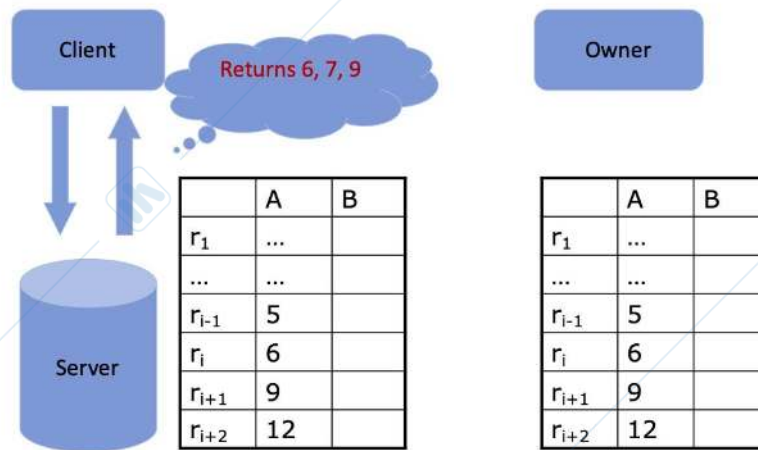 Client
Owner
Returns 6, 7, 9
Server
A B
r1 ...
... ...
ri-1 5
ri 6
ri+1 9
ri+2 12
A B
r1 ...
... ...
ri-1 5
ri 6
ri+1 9
ri+2 12